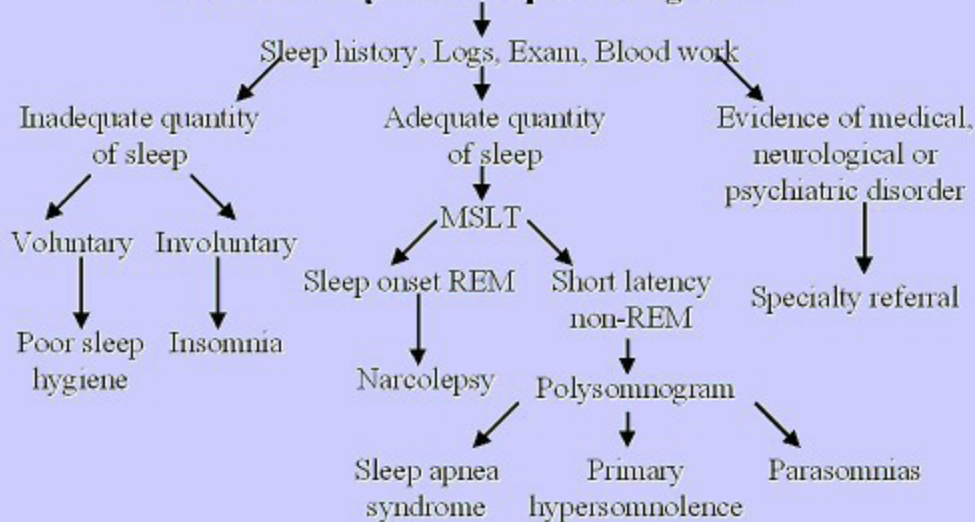 Sleep history, Logs, Exam, Blood work
Inadequate quantity
of sleep
Adequate quantity
of sleep
Evidence of medical,
neurological or
psychiatric disorder
Voluntary
Involuntary
MSLT
Sleep onset REM
Short latency
non-REM
Specialty referral
Poor sleep
hygiene
Insomnia
Narcolepsy
Polysomnogram
Sleep apnea
syndrome
Primary
hypersomnolence
Parasomnias